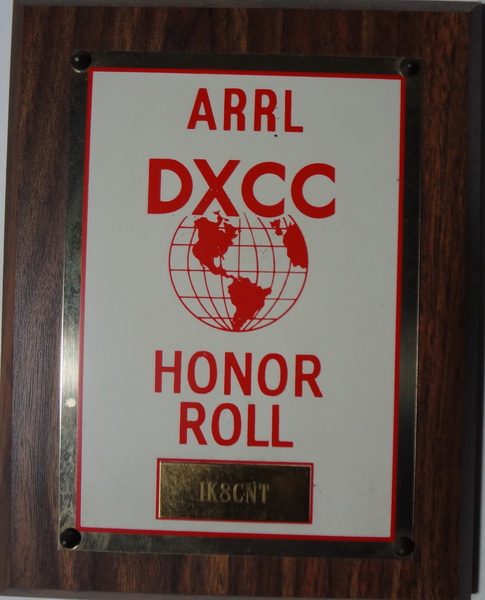 ARRL
DXCC
HONOR
ROLL
IK8CNT